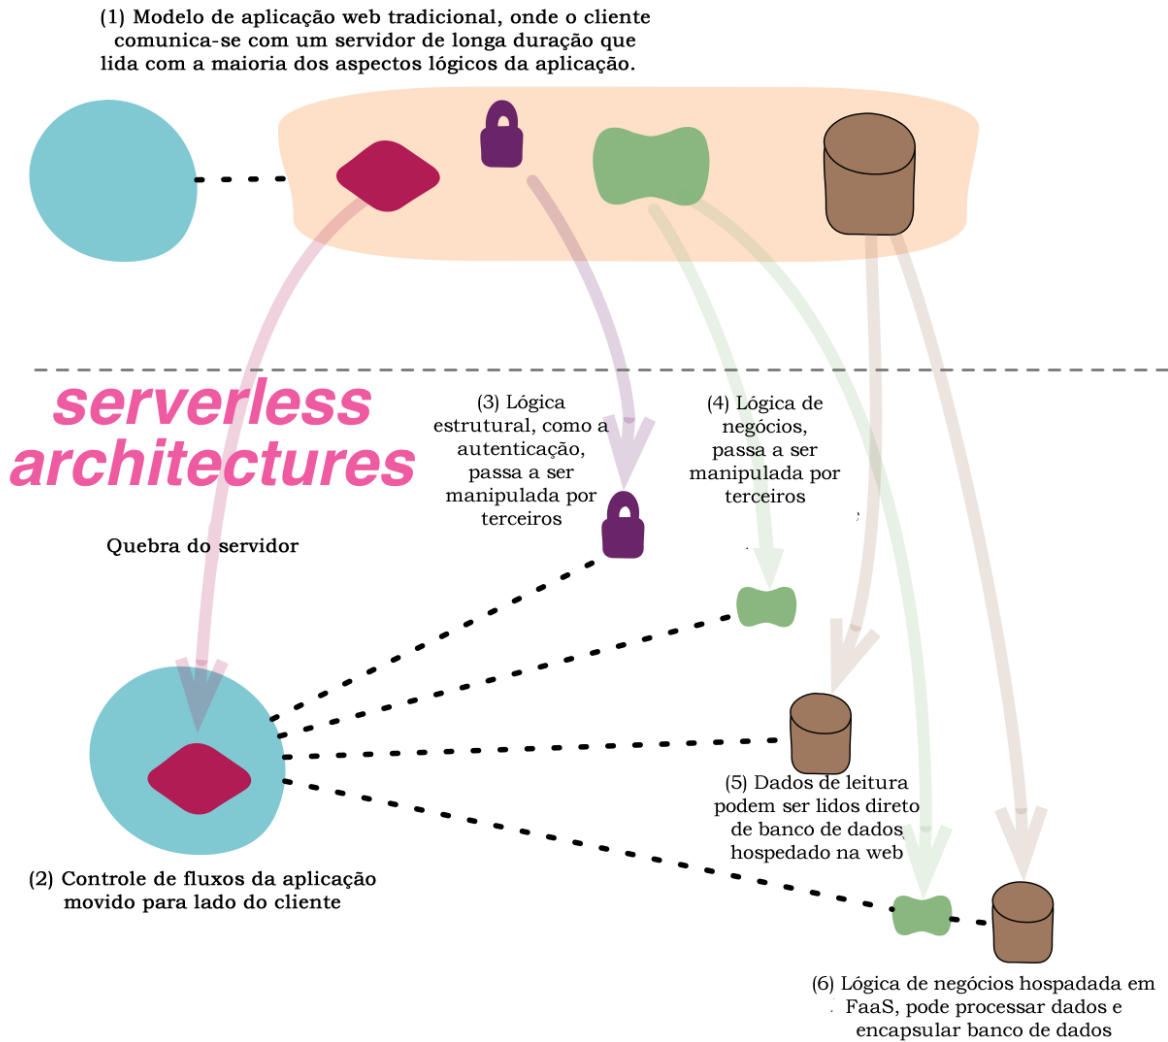 (1) Modelo de aplicação web tradicional, onde o cliente
comunica-se com um servidor de longa duração que
lida com a maioria dos aspectos lógicos da aplicação.
serverless
architectures
(3) Lógica
estrutural, como a
autenticação,
passa a ser
manipulada por
terceiros
(4) Lógica de
negócios,
passa a ser
manipulada por
terceiros
Quebra do servidor
(5) Dados de leitura
podem ser lidos direto
de banco de dados
hospedado na web
(2) Controle de fluxos da aplicação
movido para lado do cliente
(6) Lógica de negócios hospadada em
FaaS, pode processar dados e
encapsular banco de dados